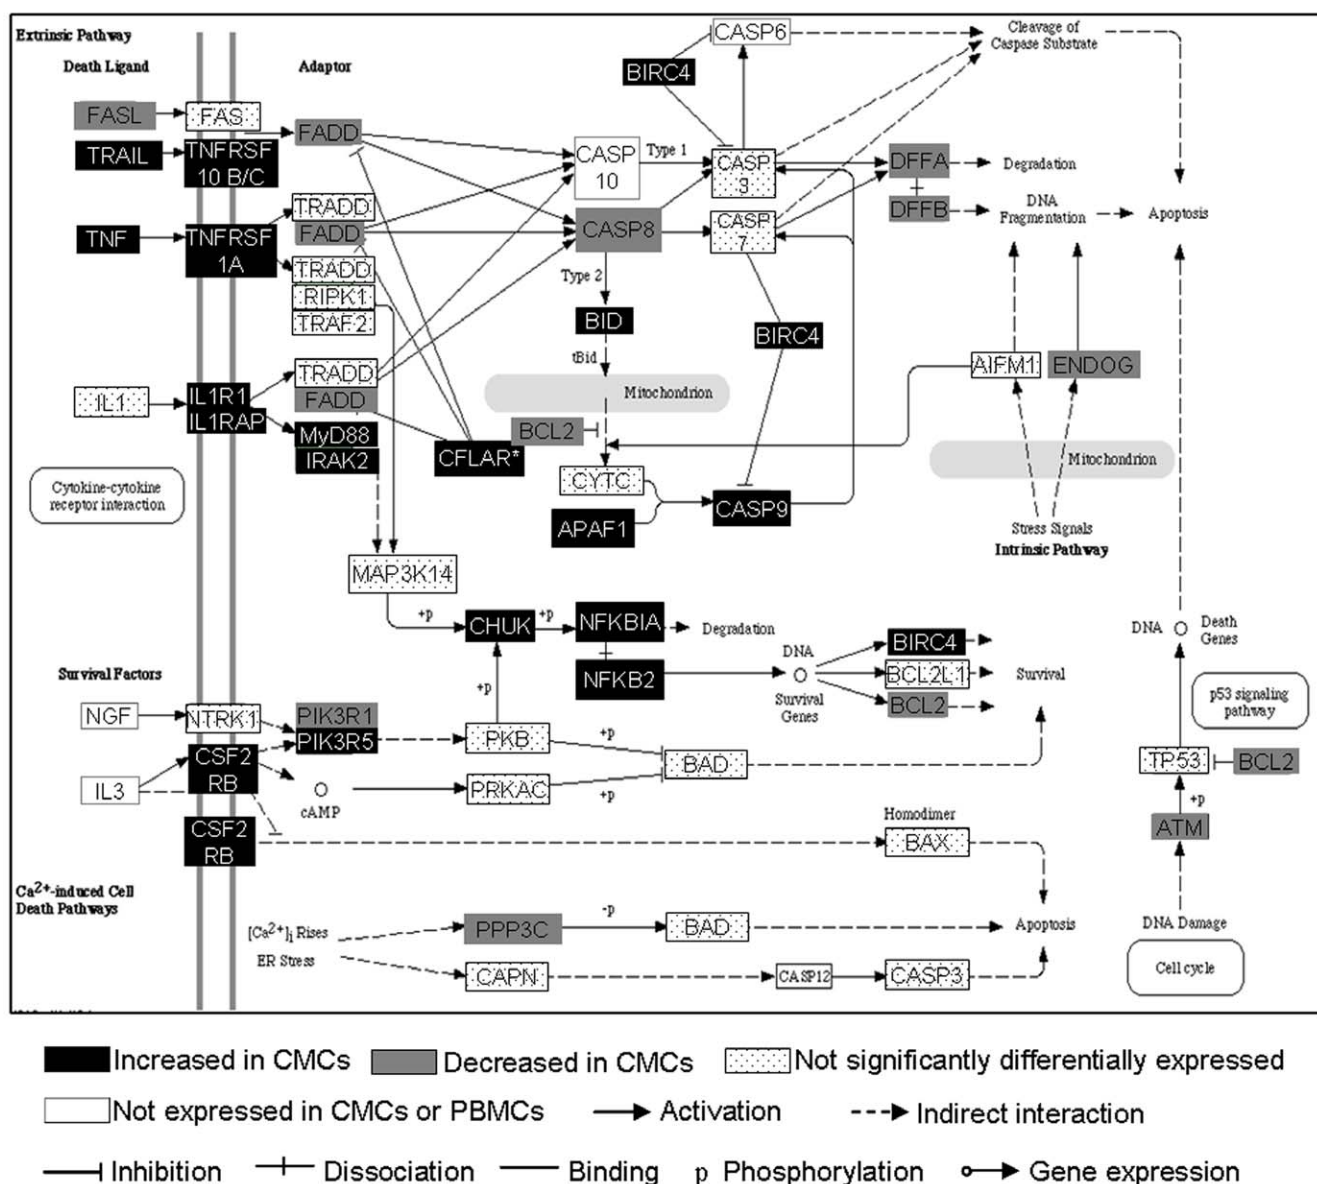 Extrinsic Pathway
Death Ligand
Adaptor
FASL
FAS
FADD
TRAIL
TNFRSF
10 B/C
TNF
TNFRSF
1A
TRADD
FADD
TRADD
RIPK1
TRAF2
IL1
IL1R1
IL1RAP
TRADD
FADD
MyD88
IRAK2
CFLAR*
Cytokine-cytokine
receptor interaction
CASP6
BIRC4
CASP
10
Type 1
CASP
3
CASP8
CASP
7
Type 2
BID
tBid
Mitochondrion
BCL2
CYTC
APAF1
CASP9
BIRC4
Cleavage of
Caspase Substrate
DFFA
Degradation
DFFB
DNA
Fragmentation
Apoptosis
AIFM1
ENDOG
Mitochondrion
Stress Signals
Intrinsic Pathway
MAP3K14
+p
CHUK
+p
NFKBIA
Degradation
NFKB2
DNA
Survival
Genes
BIRC4
BCL2L1
BCL2
Survival
DNA
Death
Genes
p53 signaling
pathway
TP53
BCL2
+p
ATM
DNA Damage
Cell cycle
Survival Factors
NGF
NTRK1
PIK3R1
PIK3R5
+p
PKB
+p
BAD
IL3
CSF2
RB
cAMP
PRKAC
+p
CSF2
RB
Homodimer
BAX
Ca2+-induced Cell
Death Pathways
[Ca2+]i Rises
ER Stress
PPP3C
-p
BAD
Apoptosis
CAPN
CASP12
CASP3
Increased in CMCs
Decreased in CMCs
Not significantly differentially expressed
Not expressed in CMCs or PBMCs
Activation
Indirect interaction
Inhibition
Dissociation
Binding
p Phosphorylation
Gene expression